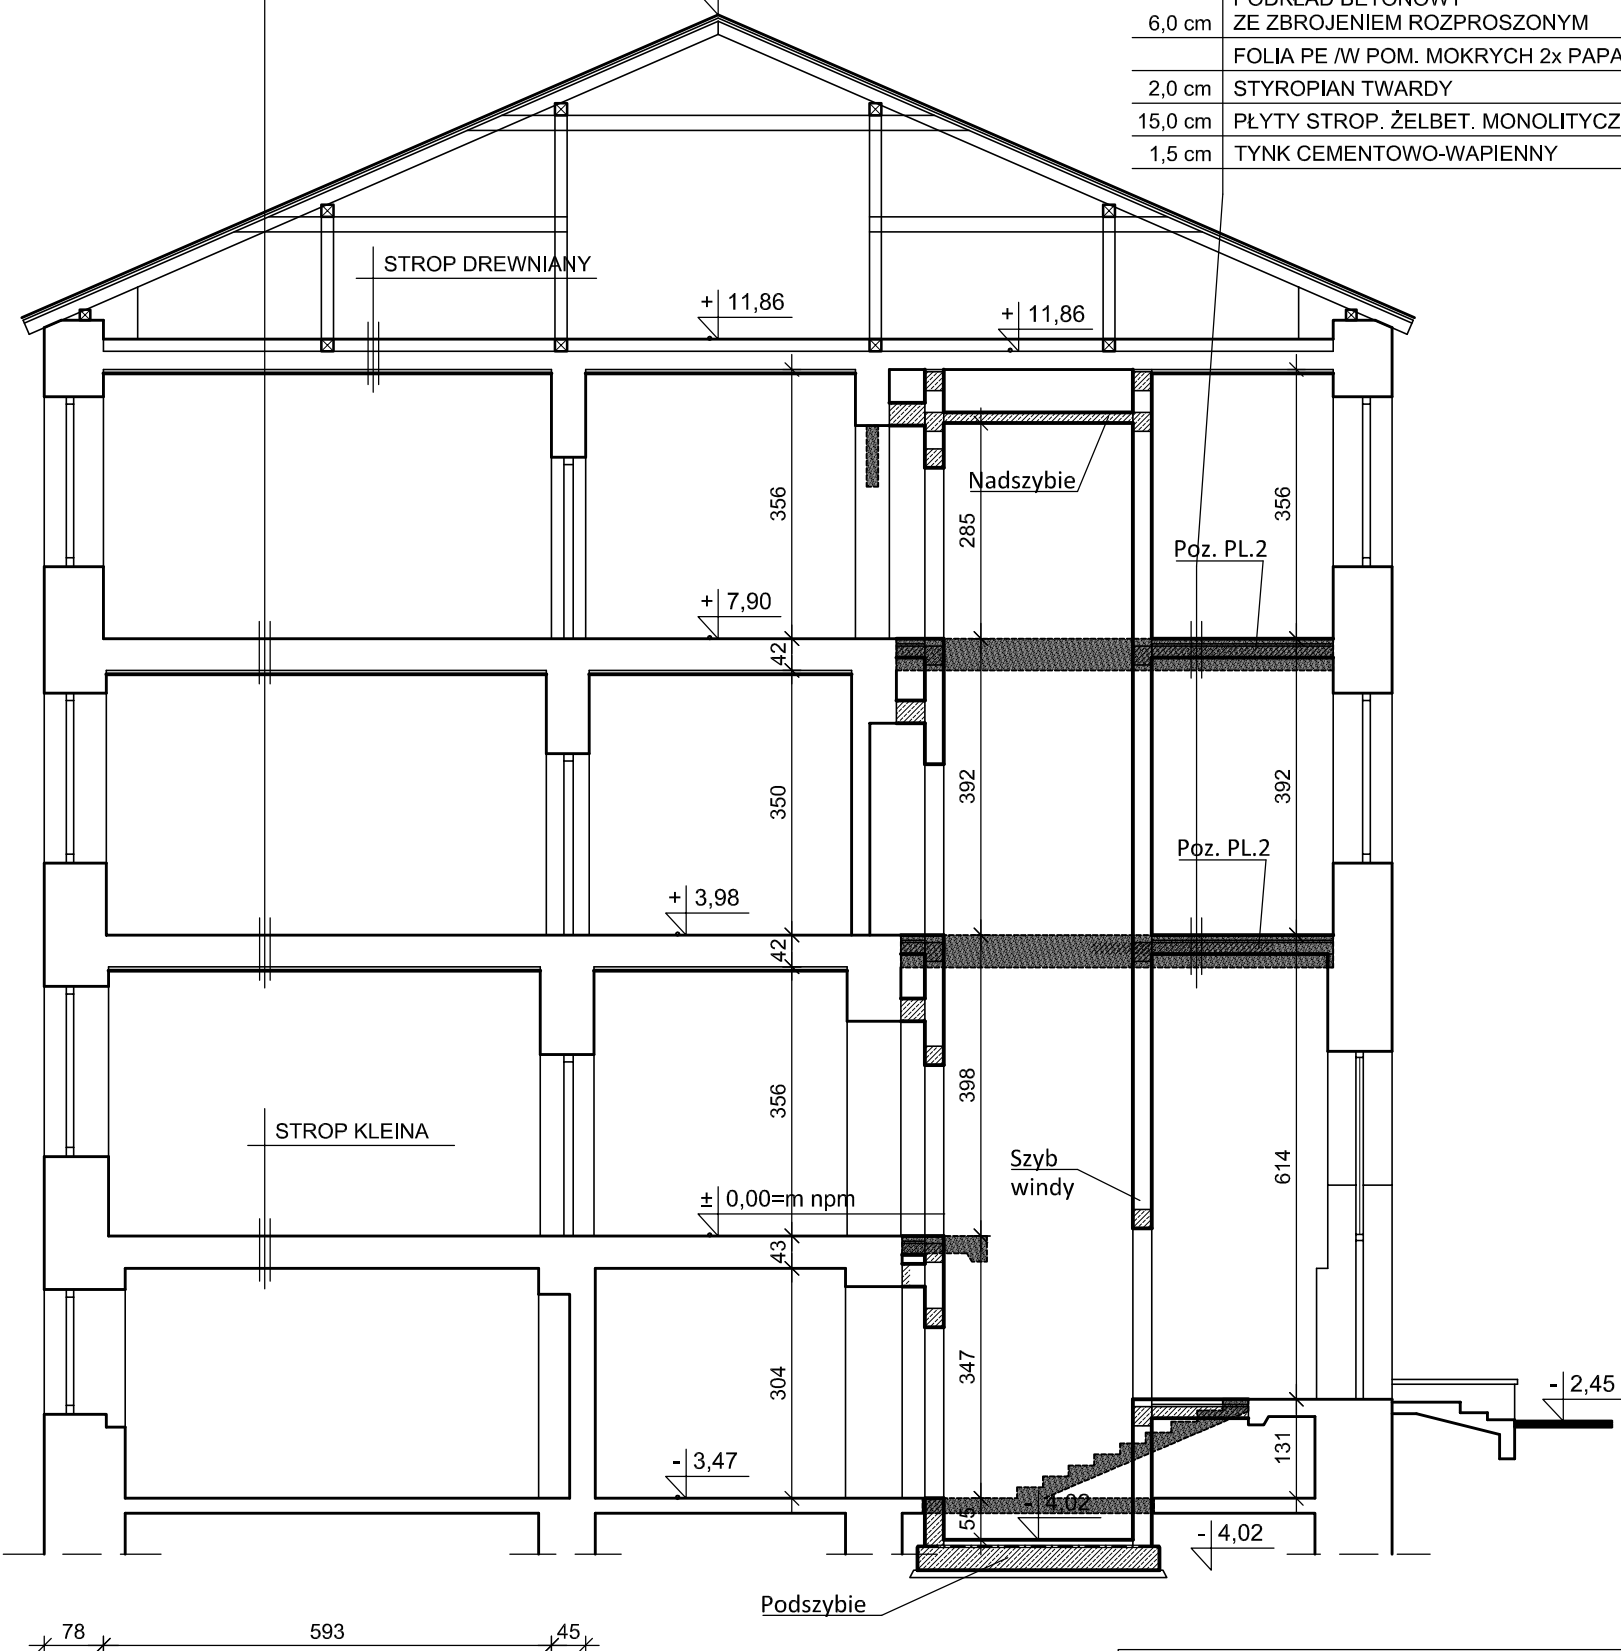 6,0 cm ZE ZBROJENIEM ROZPROSZONYM
FOLIA PE /W POM. MOKRYCH 2x PAPA
2,0 cm STYROPIAN TWARDY
15,0 cm PŁYTY STROP. ŻELBET. MONOLITYCZ
1,5 cm TYNK CEMENTOWO-WAPIENNY
STROP DREWNIANY
+ 11,86
+ 11,86
Nadszybie
356
285
356
Poz. PL.2
+ 7,90
42
350
392
392
Poz. PL.2
+ 3,98
42
356
398
STROP KLEINA
Szyb
windy
614
± 0,00=m npm
43
304
347
- 2,45
131
- 3,47
55
- 4,02
- 4,02
Podszybie
78 593 45